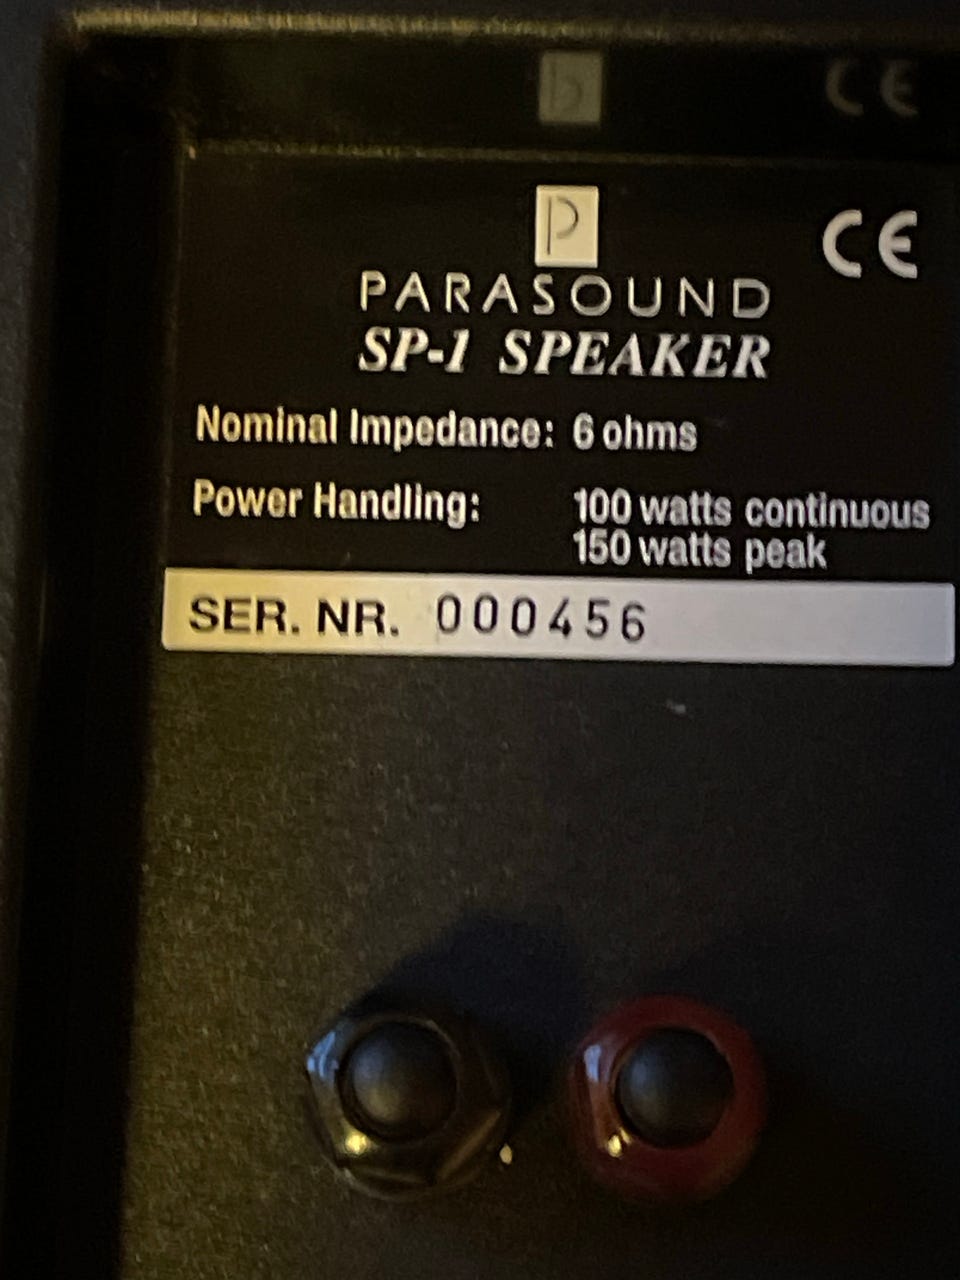 P
CE
PARASOUND
SP-1 SPEAKER
Nominal Impedance: 6 ohms
Power Handling: 100 watts continuous
150 watts peak
SER. NR. 000456